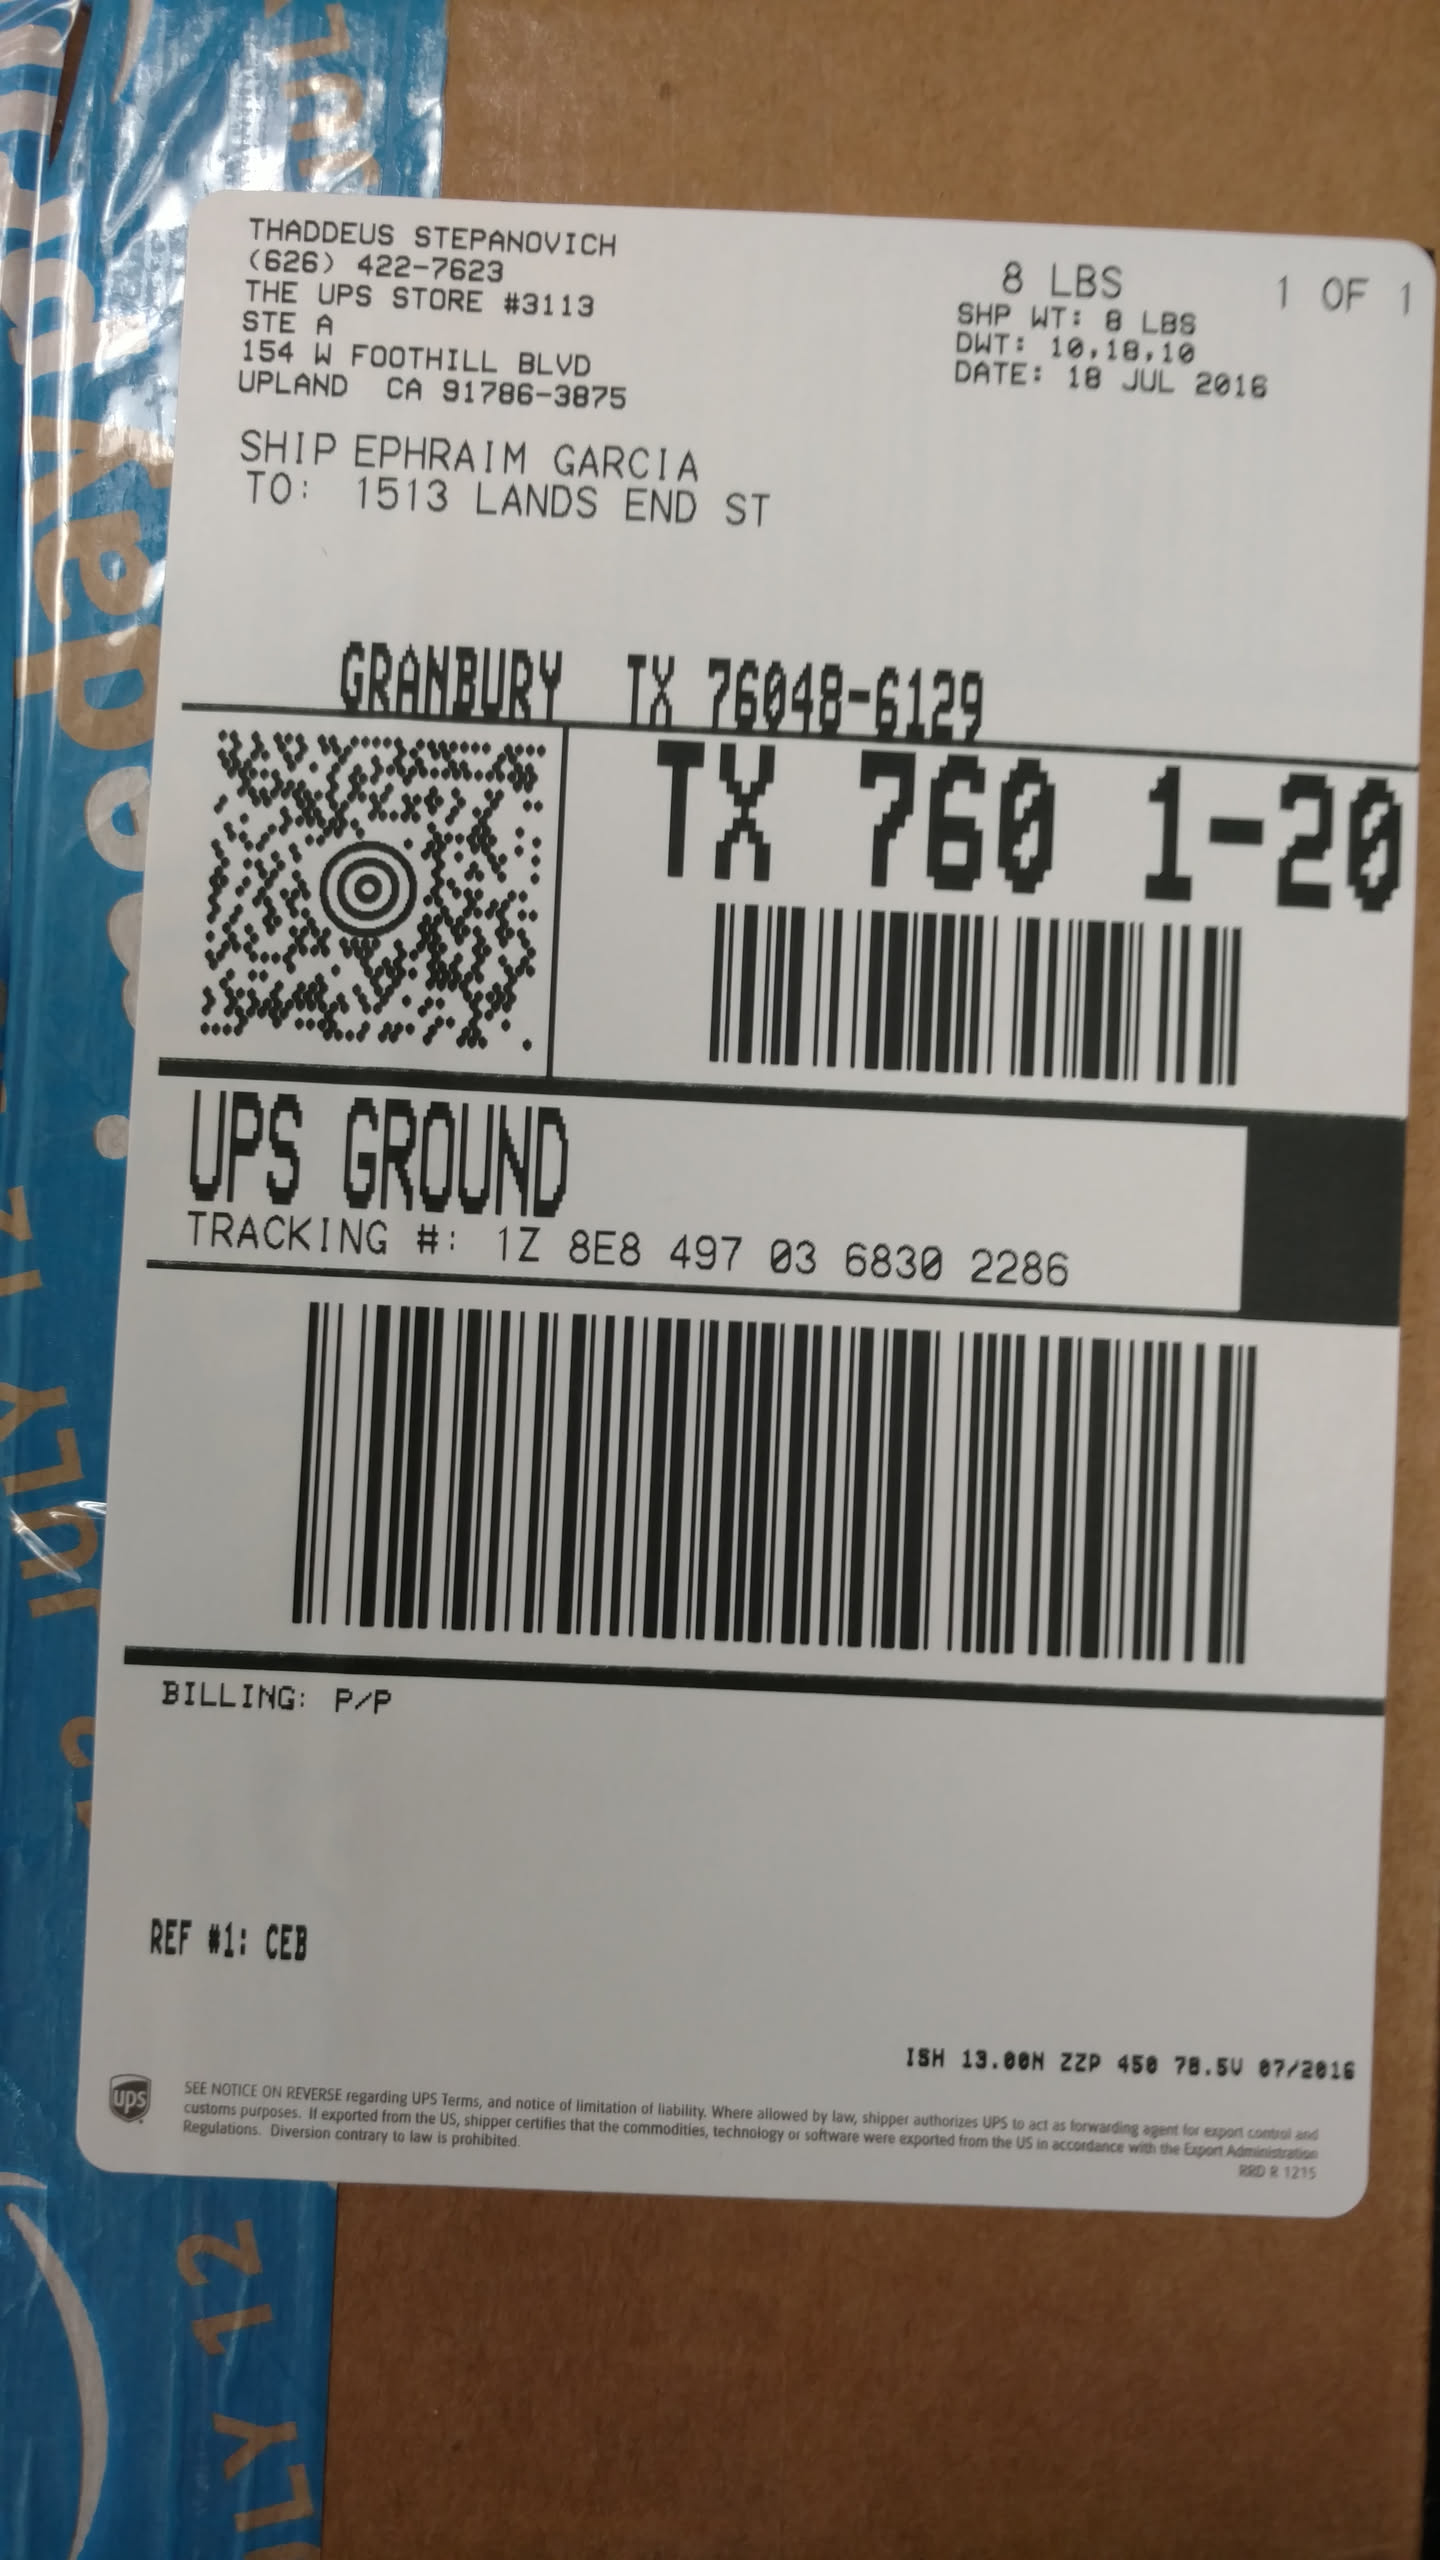 THADDEUS STEPANOVICH
(626) 422-7623
THE UPS STORE #3113
STE A
154 W FOOTHILL BLVD
UPLAND CA 91786-3875
8 LBS 1 OF 1
SHP WT: 8 LBS
DWT: 10,18,10
DATE: 18 JUL 2016
SHIP EPHRAIM GARCIA
TO: 1513 LANDS END ST
GRANBURY TX 76048-6129
TX 760 1-20
UPS GROUND
TRACKING #: 1Z 8E8 497 03 6830 2286
BILLING: P/P
REF #1: CEB
ISH 13.00N ZZP 450 78.5V 07/2016
ups
SEE NOTICE ON REVERSE regarding UPS Terms, and notice of limitation of liability. Where allowed by law, shipper authorizes UPS to act as forwarding agent for export control and
customs purposes. If exported from the US, shipper certifies that the commodities, technology or software were exported from the US in accordance with the Export Administration
Regulations. Diversion contrary to law is prohibited.
RRD R 1215
JULY 12
JULY 12